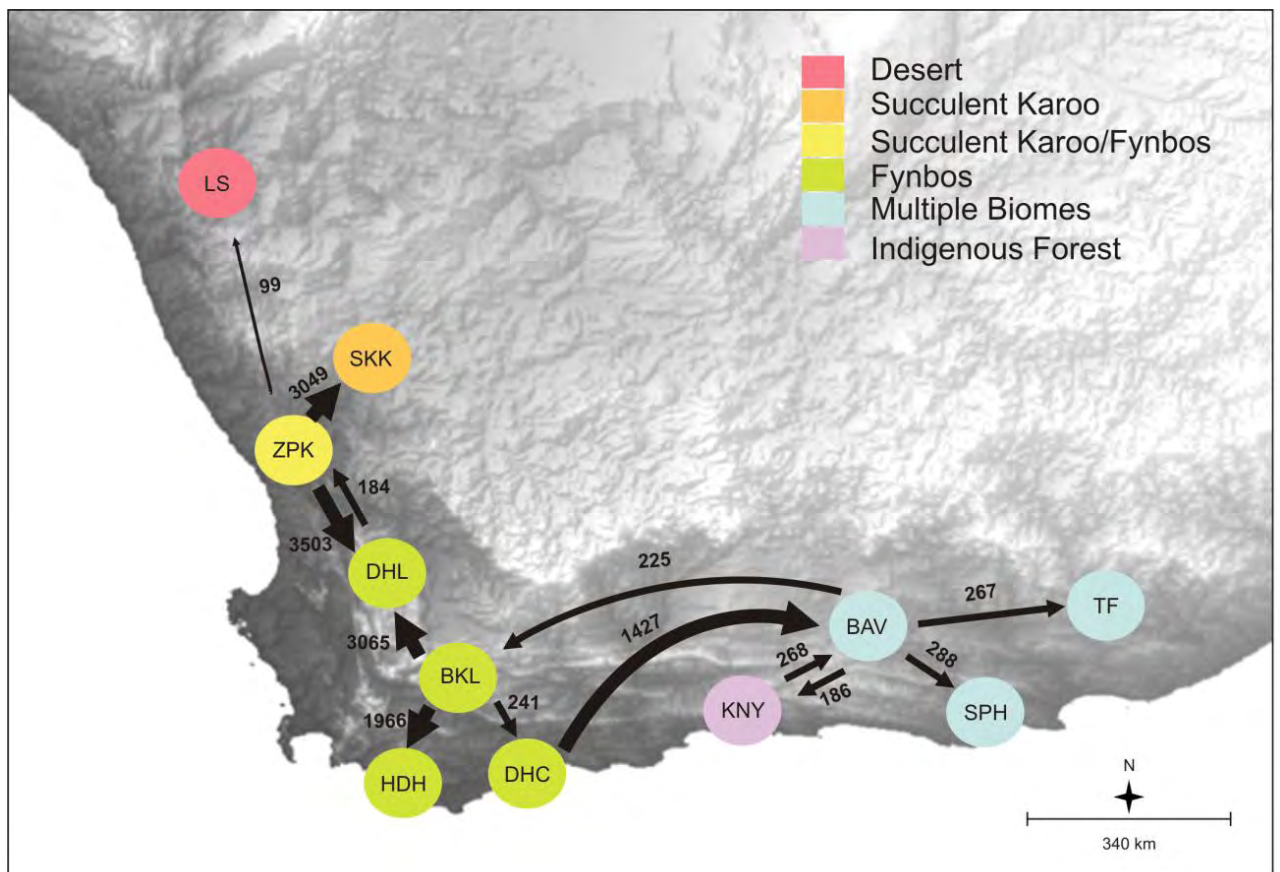 Desert
Succulent Karoo
Succulent Karoo/Fynbos
Fynbos
Multiple Biomes
Indigenous Forest
LS
99
SKK
3049
ZPK
184
3503
DHL
225
267
TF
1427
BAV
3065
268
288
BKL
186
241
KNY
SPH
1966
HDH
DHC
N
340 km